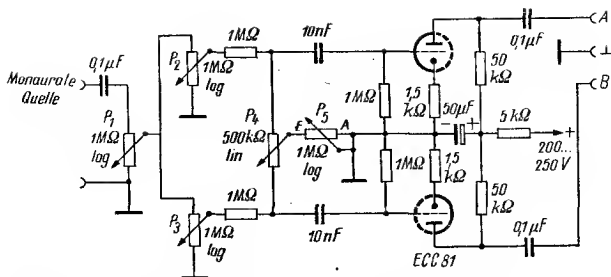 0,1µF
Monaurale
Quelle
P1
1MΩ
log
P2
1MΩ
log
1MΩ
10nF
P4
500kΩ
lin
E
P5
A
1MΩ
log
P3
1MΩ
log
1MΩ
10nF
1MΩ
1MΩ
1,5
kΩ
50µF
- +
1,5
kΩ
ECC 81
50
kΩ
5 kΩ
+
200...
250 V
50
kΩ
0,1µF
0,1µF
A
⊥
B